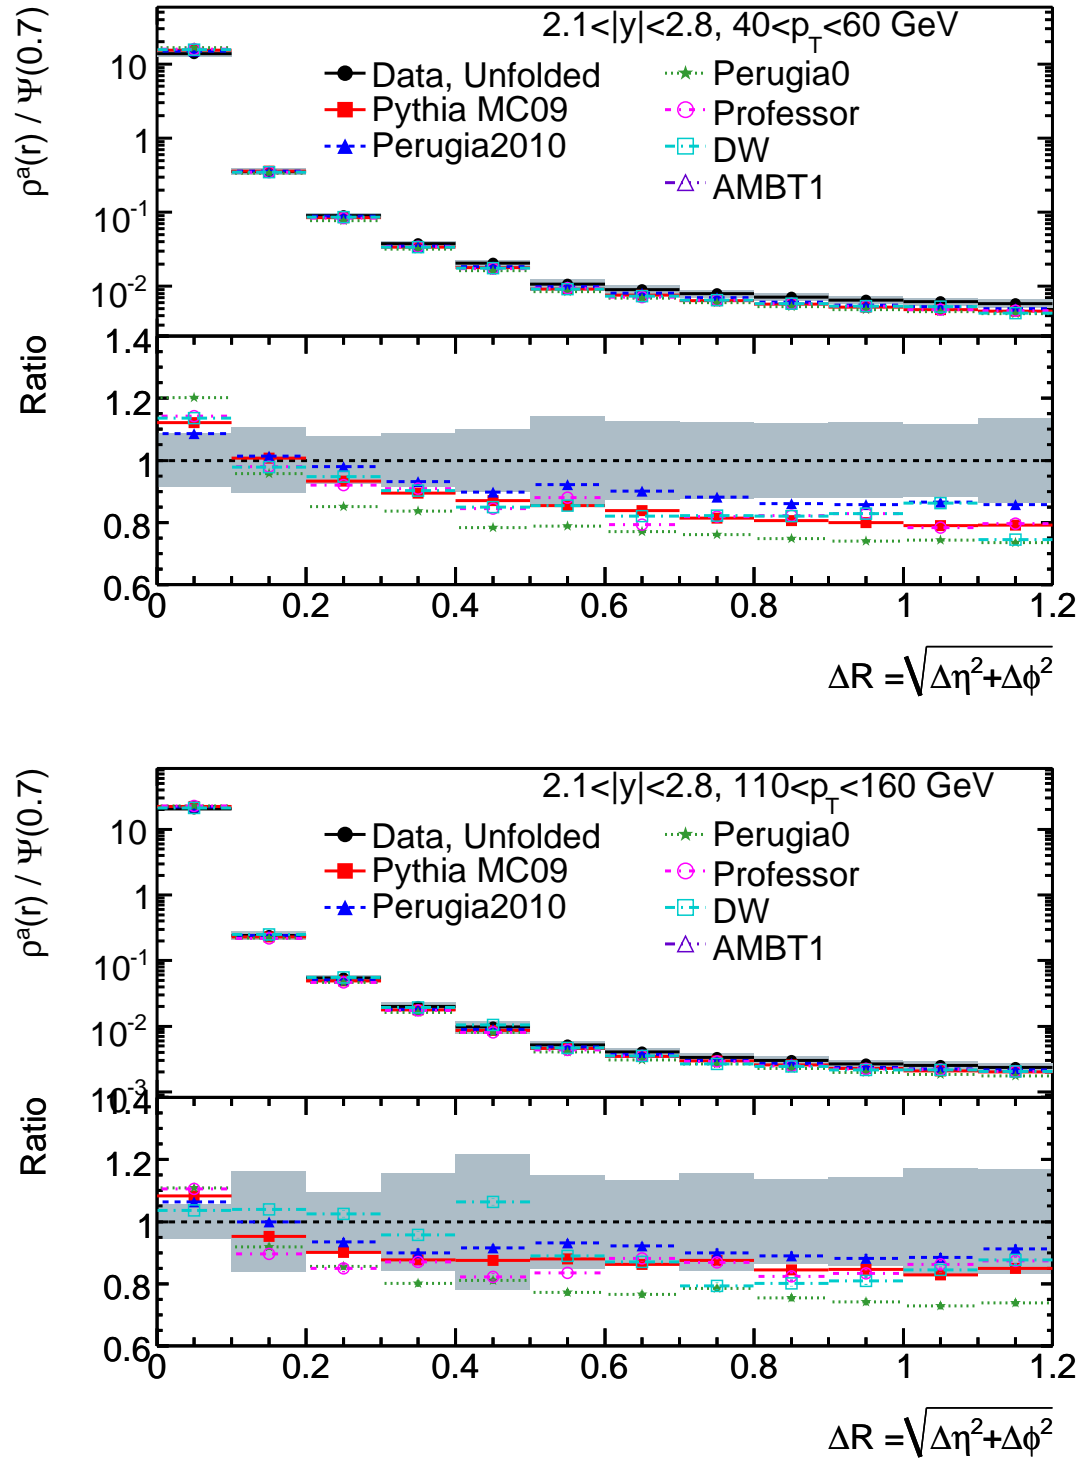 2.1<|y|<2.8, 40<p_T<60 GeV
ρᵃ(r) / Ψ(0.7)
Data, Unfolded
Pythia MC09
Perugia2010
Perugia0
Professor
DW
AMBT1
10
1
10⁻¹
10⁻²
Ratio
1.4
1.2
1
0.8
0.6
0 0.2 0.4 0.6 0.8 1 1.2
ΔR = √Δη²+Δϕ²
2.1<|y|<2.8, 110<p_T<160 GeV
ρᵃ(r) / Ψ(0.7)
Data, Unfolded
Pythia MC09
Perugia2010
Perugia0
Professor
DW
AMBT1
10
1
10⁻¹
10⁻²
10⁻³
Ratio
1.4
1.2
1
0.8
0.6
0 0.2 0.4 0.6 0.8 1 1.2
ΔR = √Δη²+Δϕ²